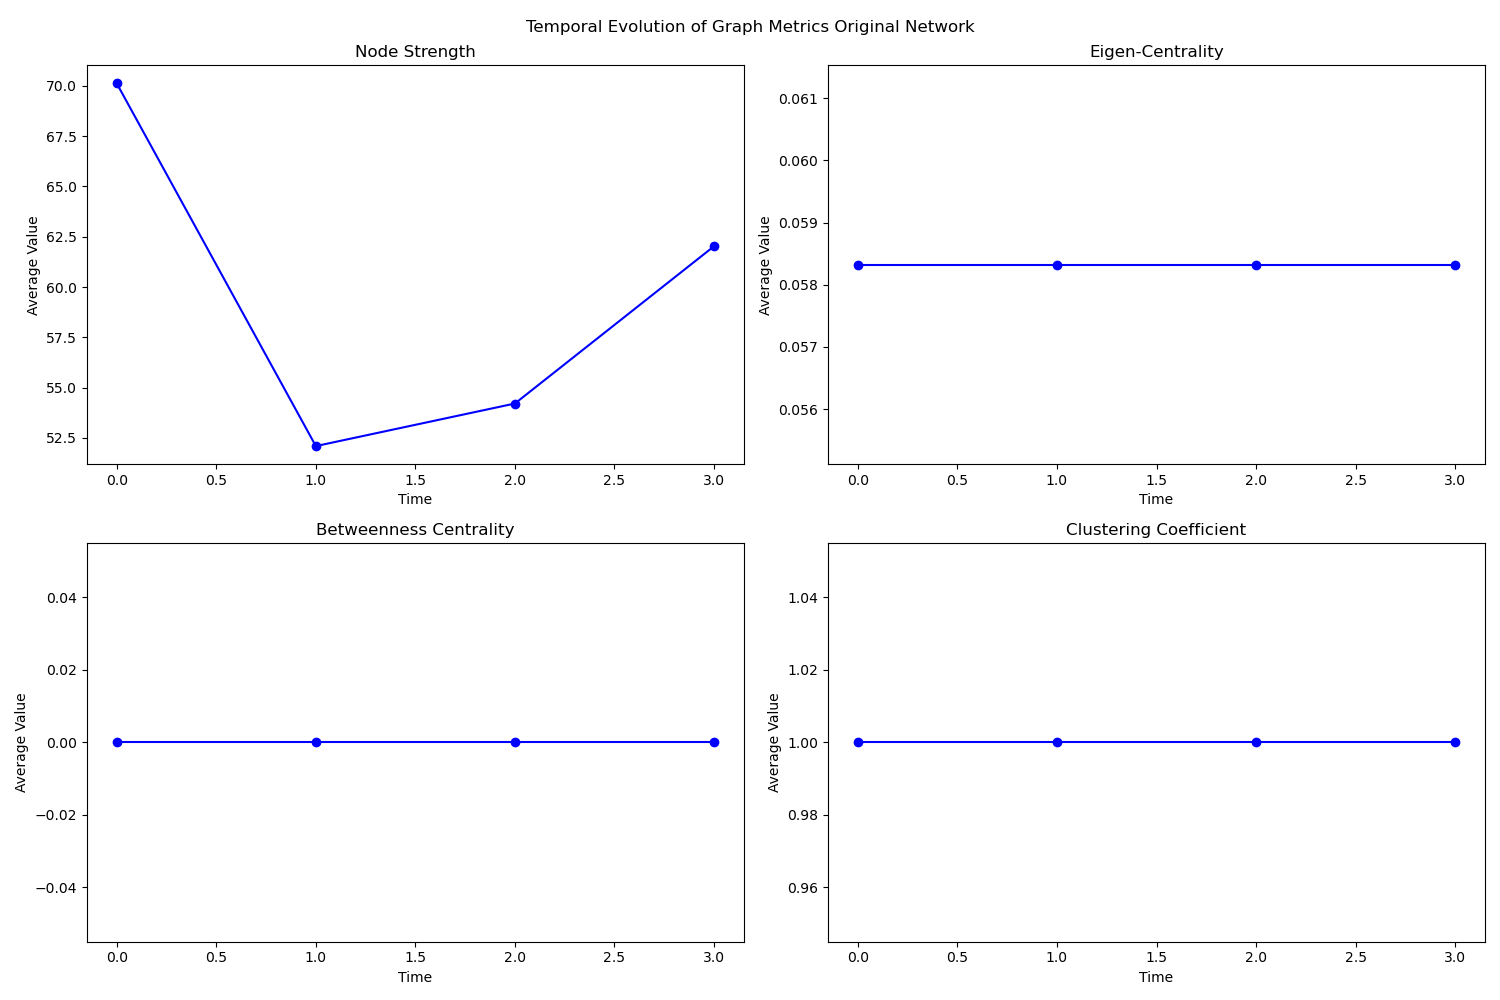 Temporal Evolution of Graph Metrics Original Network
Node Strength
70.0
67.5
65.0
62.5
60.0
57.5
55.0
52.5
Average Value
0.0 0.5 1.0 1.5 2.0 2.5 3.0
Time
Eigen-Centrality
0.061
0.060
0.059
0.058
0.057
0.056
Average Value
0.0 0.5 1.0 1.5 2.0 2.5 3.0
Time
Betweenness Centrality
0.04
0.02
0.00
−0.02
−0.04
Average Value
0.0 0.5 1.0 1.5 2.0 2.5 3.0
Time
Clustering Coefficient
1.04
1.02
1.00
0.98
0.96
Average Value
0.0 0.5 1.0 1.5 2.0 2.5 3.0
Time